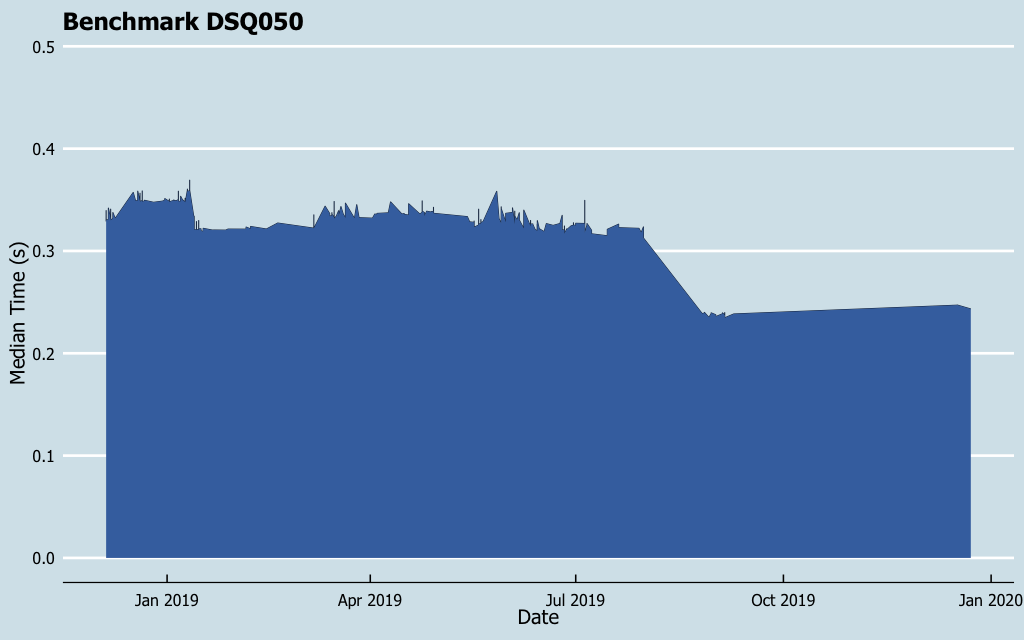 Benchmark DSQ050
0.5
0.4
0.3
0.2
0.1
0.0
Median Time (s)
Jan 2019
Apr 2019
Jul 2019
Oct 2019
Jan 2020
Date